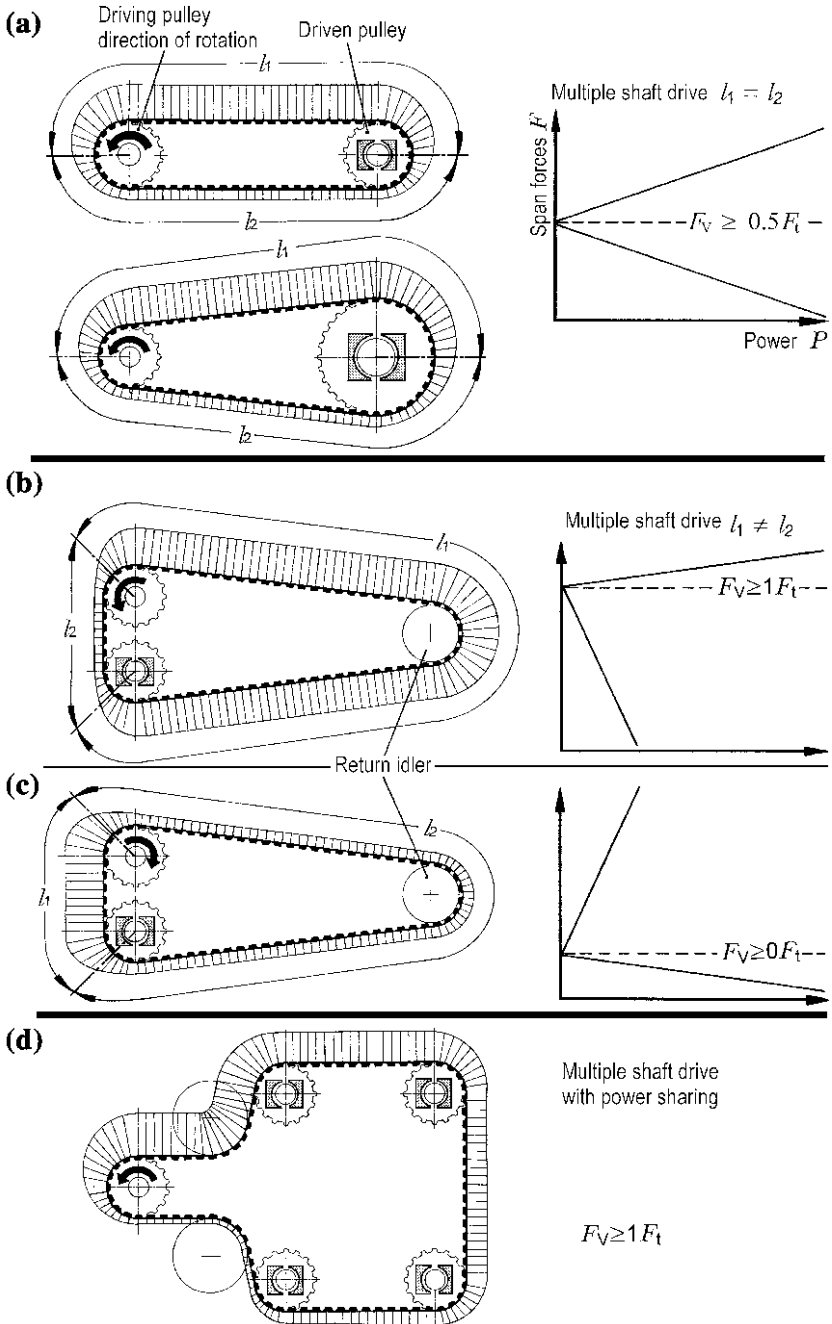 (a)
Driving pulley
direction of rotation
Driven pulley
l1
l2
l1
l2
Multiple shaft drive l1 = l2
Span forces F
FV ≥ 0.5Ft
Power P
(b)
l1
l2
Multiple shaft drive l1 ≠ l2
FV≥1Ft
Return idler
(c)
l2
l1
FV≥0Ft
(d)
Multiple shaft drive
with power sharing
FV≥1Ft